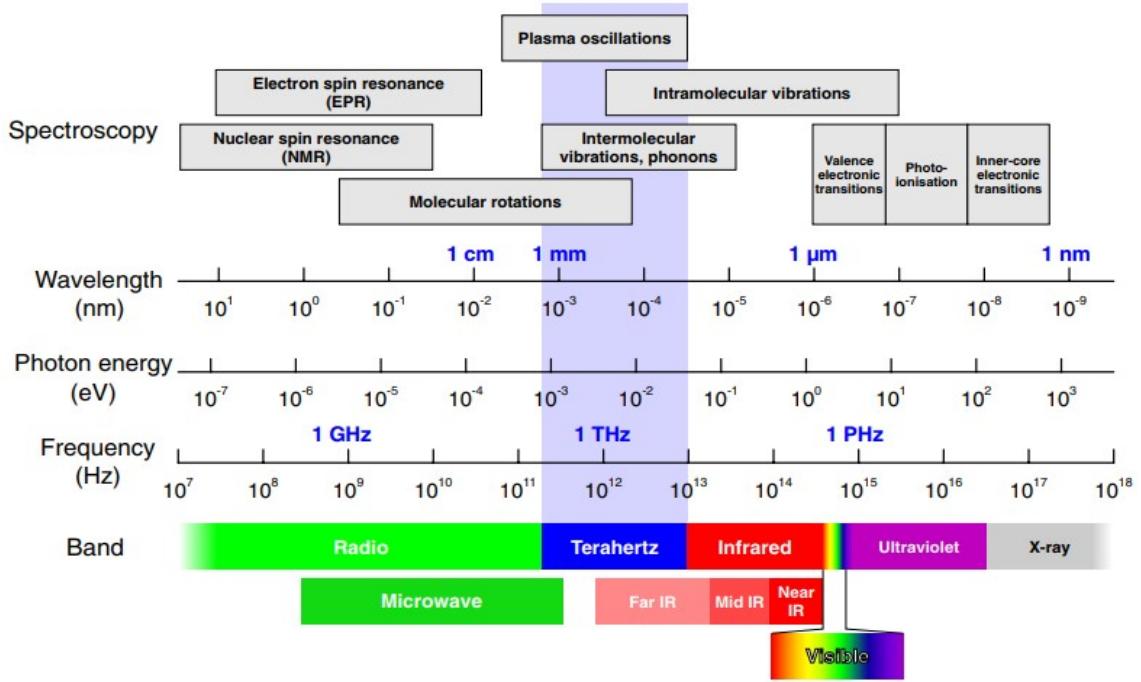 Plasma oscillations
Electron spin resonance
(EPR)
Intramolecular vibrations
Spectroscopy
Nuclear spin resonance
(NMR)
Intermolecular
vibrations, phonons
Valence
electronic
transitions
Photo-
ionisation
Inner-core
electronic
transitions
Molecular rotations
1 cm 1 mm 1 µm 1 nm
Wavelength
(nm)
10¹ 10⁰ 10⁻¹ 10⁻² 10⁻³ 10⁻⁴ 10⁻⁵ 10⁻⁶ 10⁻⁷ 10⁻⁸ 10⁻⁹
Photon energy
(eV)
10⁻⁷ 10⁻⁶ 10⁻⁵ 10⁻⁴ 10⁻³ 10⁻² 10⁻¹ 10⁰ 10¹ 10² 10³
1 GHz 1 THz 1 PHz
Frequency
(Hz)
10⁷ 10⁸ 10⁹ 10¹⁰ 10¹¹ 10¹² 10¹³ 10¹⁴ 10¹⁵ 10¹⁶ 10¹⁷ 10¹⁸
Band
Radio Terahertz Infrared Ultraviolet X-ray
Microwave Far IR Mid IR Near
IR
Visible